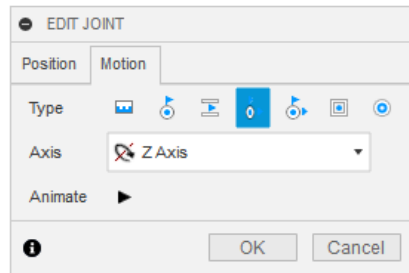 EDIT JOINT
Position Motion
Type
Axis Z Axis
Animate
OK Cancel